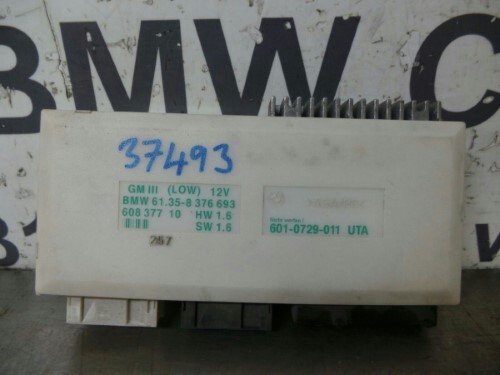 BMW C
37493
GM III (LOW) 12V
BMW 61.35-8 376 693
608 377 10 HW 1.6
SW 1.6
601-0729-011 UTA
267